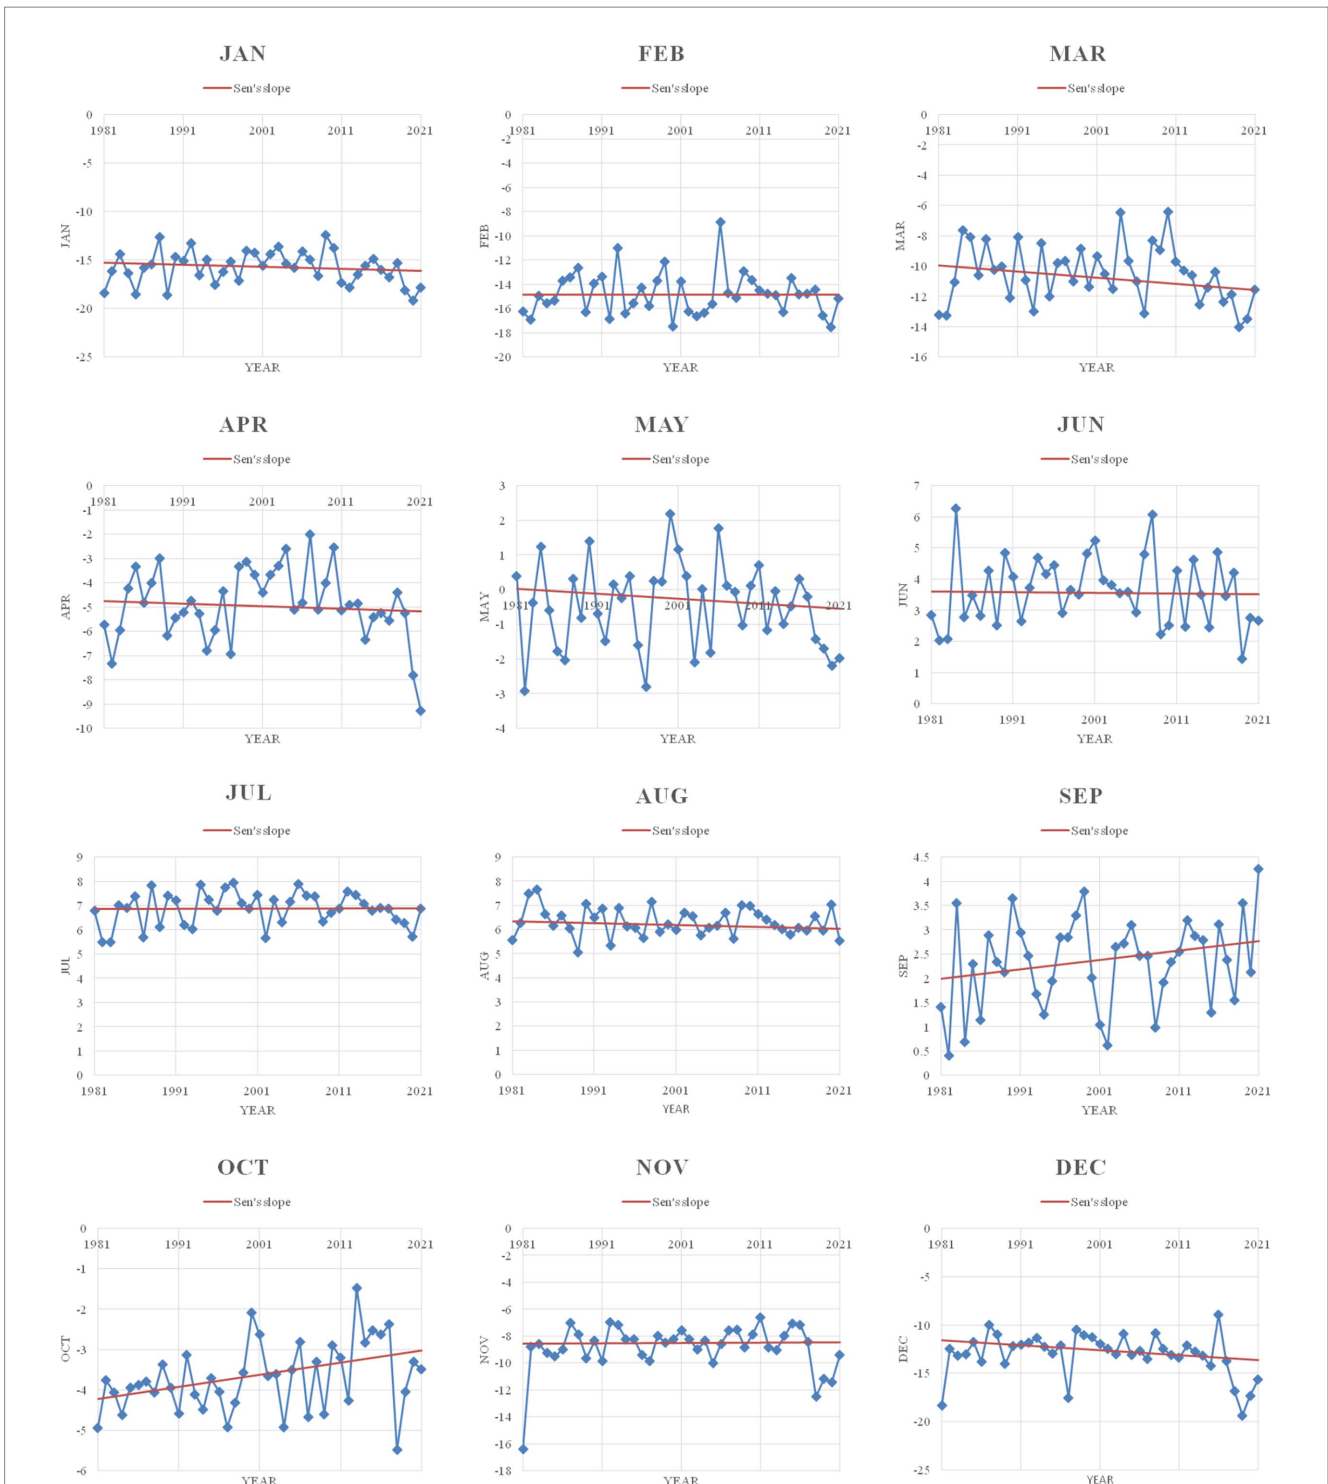 JAN
Sen's slope
0
1981 1991 2001 2011 2021
-5
-10
-15
-20
-25
JAN
YEAR
FEB
Sen's slope
0
1981 1991 2001 2011 2021
-2
-4
-6
-8
-10
-12
-14
-16
-18
-20
FEB
YEAR
MAR
Sen's slope
0
1981 1991 2001 2011 2021
-2
-4
-6
-8
-10
-12
-14
-16
MAR
YEAR
APR
Sen's slope
0
1981 1991 2001 2011 2021
-1
-2
-3
-4
-5
-6
-7
-8
-9
-10
APR
YEAR
MAY
Sen's slope
3
2
1
0
1981 1991 2001 2011 2021
-1
-2
-3
-4
MAY
YEAR
JUN
Sen's slope
7
6
5
4
3
2
1
0
1981 1991 2001 2011 2021
JUN
YEAR
JUL
Sen's slope
9
8
7
6
5
4
3
2
1
0
1981 1991 2001 2011 2021
JUL
YEAR
AUG
Sen's slope
9
8
7
6
5
4
3
2
1
0
1981 1991 2001 2011 2021
AUG
YEAR
SEP
Sen's slope
4.5
4
3.5
3
2.5
2
1.5
1
0.5
0
1981 1991 2001 2011 2021
SEP
YEAR
OCT
Sen's slope
0
1981 1991 2001 2011 2021
-1
-2
-3
-4
-5
-6
OCT
YEAR
NOV
Sen's slope
0
1981 1991 2001 2011 2021
-2
-4
-6
-8
-10
-12
-14
-16
-18
NOV
YEAR
DEC
Sen's slope
0
1981 1991 2001 2011 2021
-5
-10
-15
-20
-25
DEC
YEAR